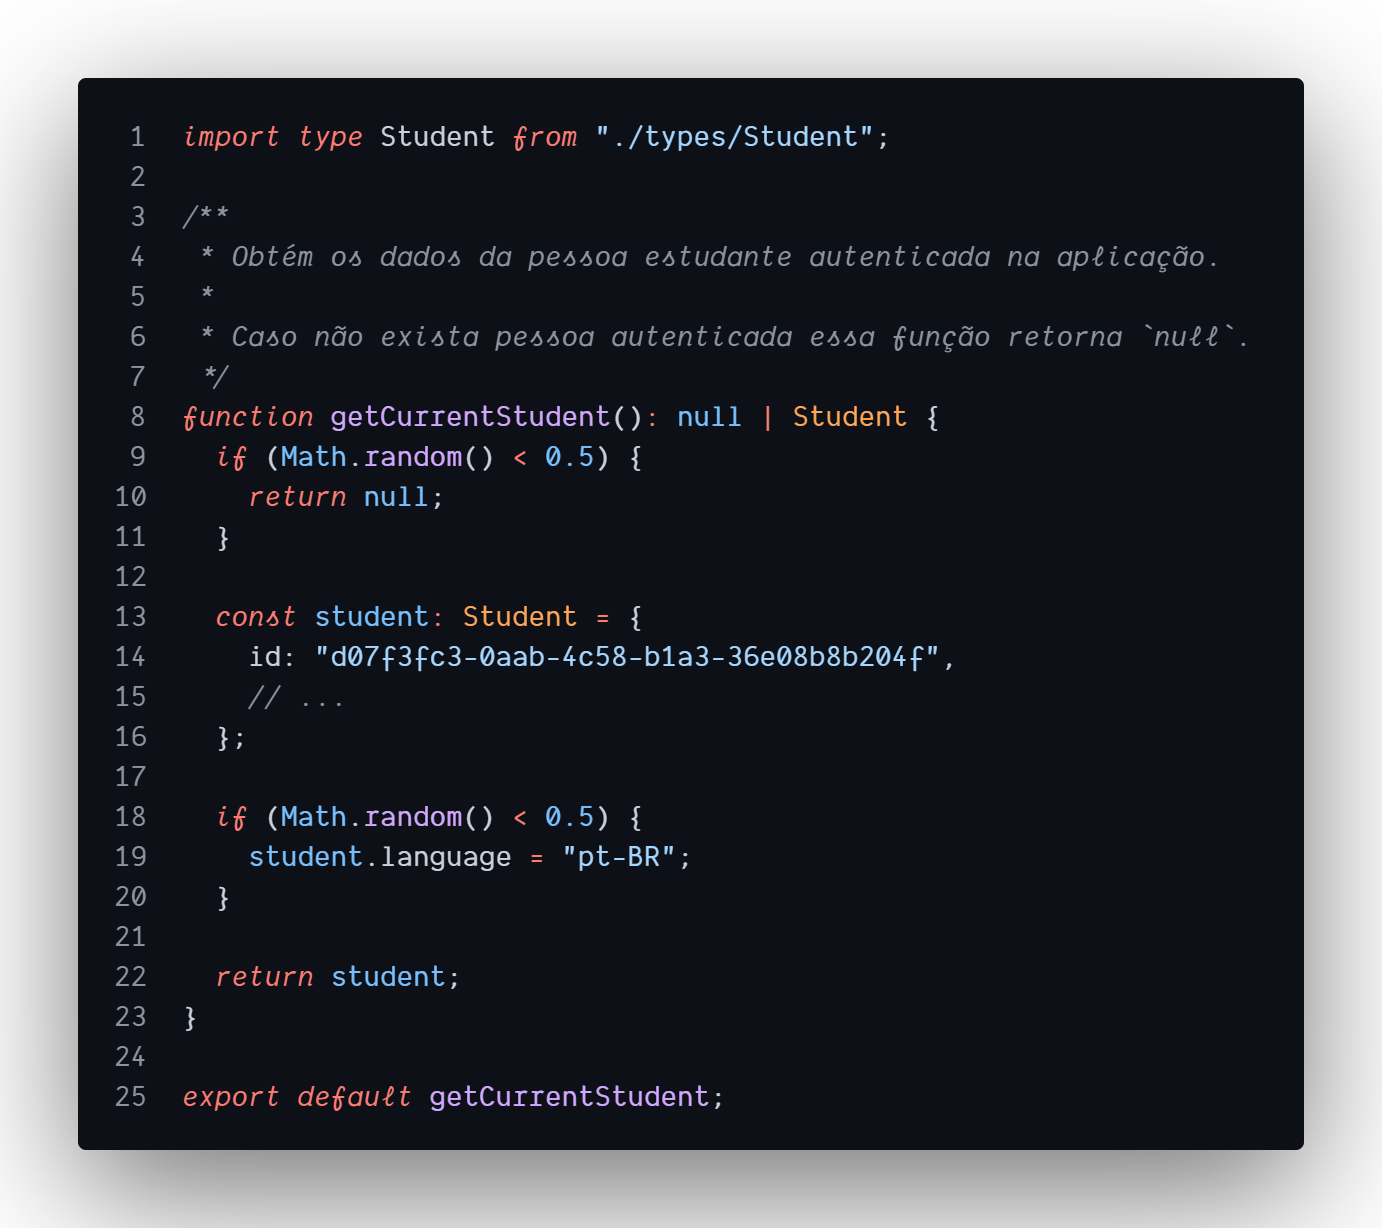 1 import type Student from "./types/Student";
2
3 /**
4  * Obtém os dados da pessoa estudante autenticada na aplicação.
5  *
6  * Caso não exista pessoa autenticada essa função retorna `null`.
7  */
8 function getCurrentStudent(): null | Student {
9   if (Math.random() < 0.5) {
10     return null;
11   }
12
13   const student: Student = {
14     id: "d07f3fc3-0aab-4c58-b1a3-36e08b8b204f",
15     // ...
16   };
17
18   if (Math.random() < 0.5) {
19     student.language = "pt-BR";
20   }
21
22   return student;
23 }
24
25 export default getCurrentStudent;